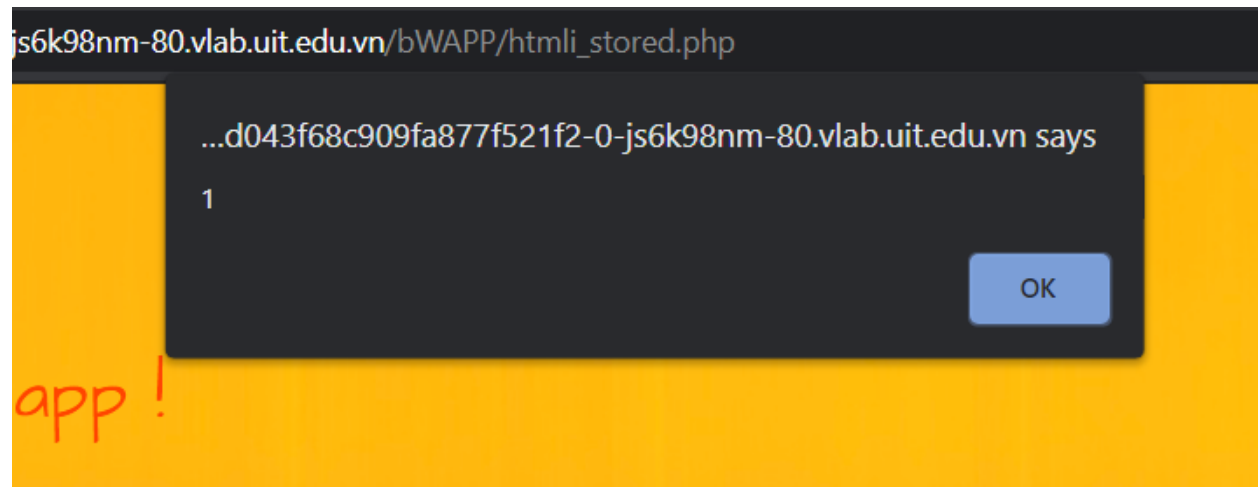 js6k98nm-80.vlab.uit.edu.vn/bWAPP/htmli_stored.php
...d043f68c909fa877f521f2-0-js6k98nm-80.vlab.uit.edu.vn says
1
OK
app !